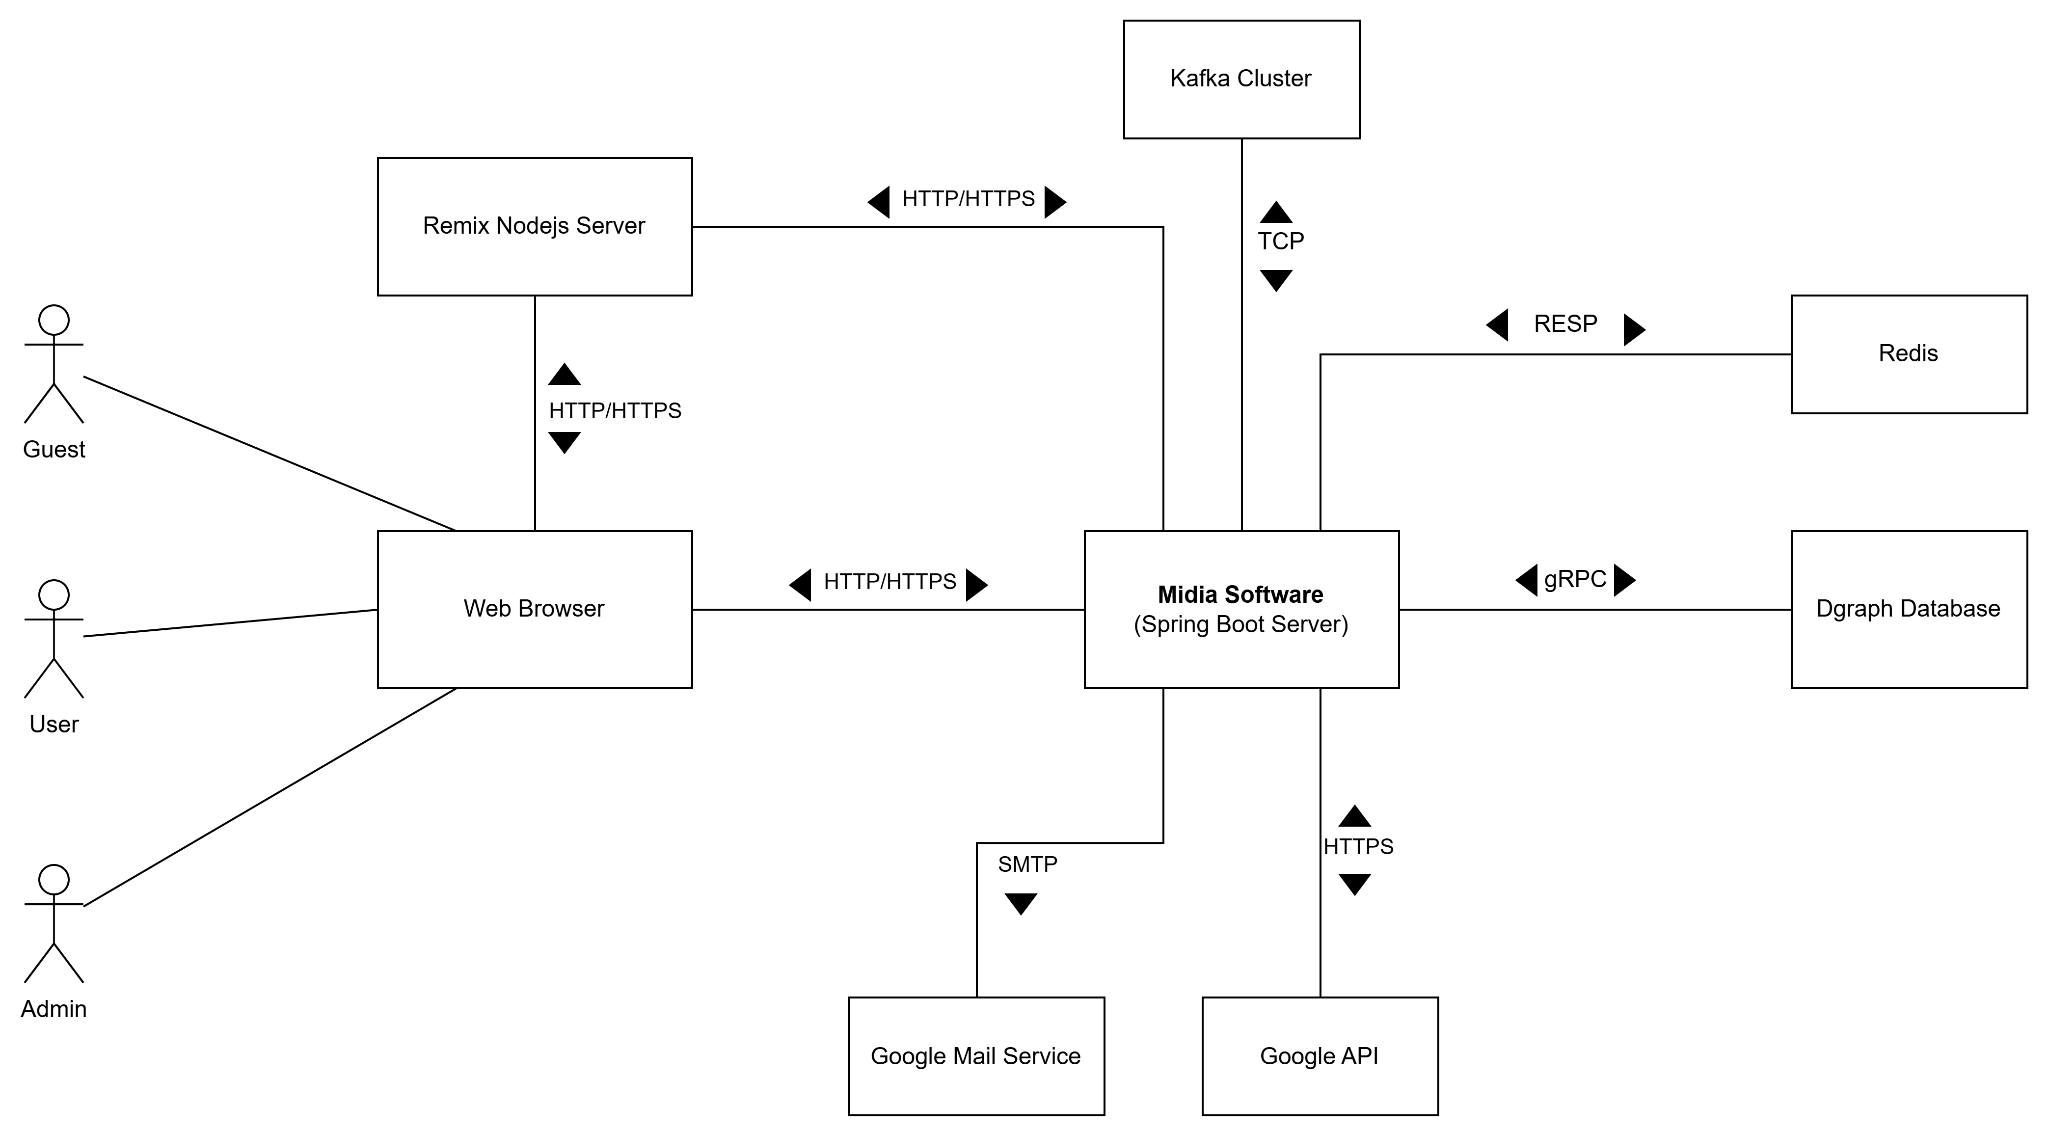 Kafka Cluster
HTTP/HTTPS
Remix Nodejs Server
TCP
RESP
Redis
HTTP/HTTPS
Guest
HTTP/HTTPS
gRPC
Web Browser
Midia Software
(Spring Boot Server)
Dgraph Database
User
HTTPS
SMTP
Admin
Google Mail Service
Google API